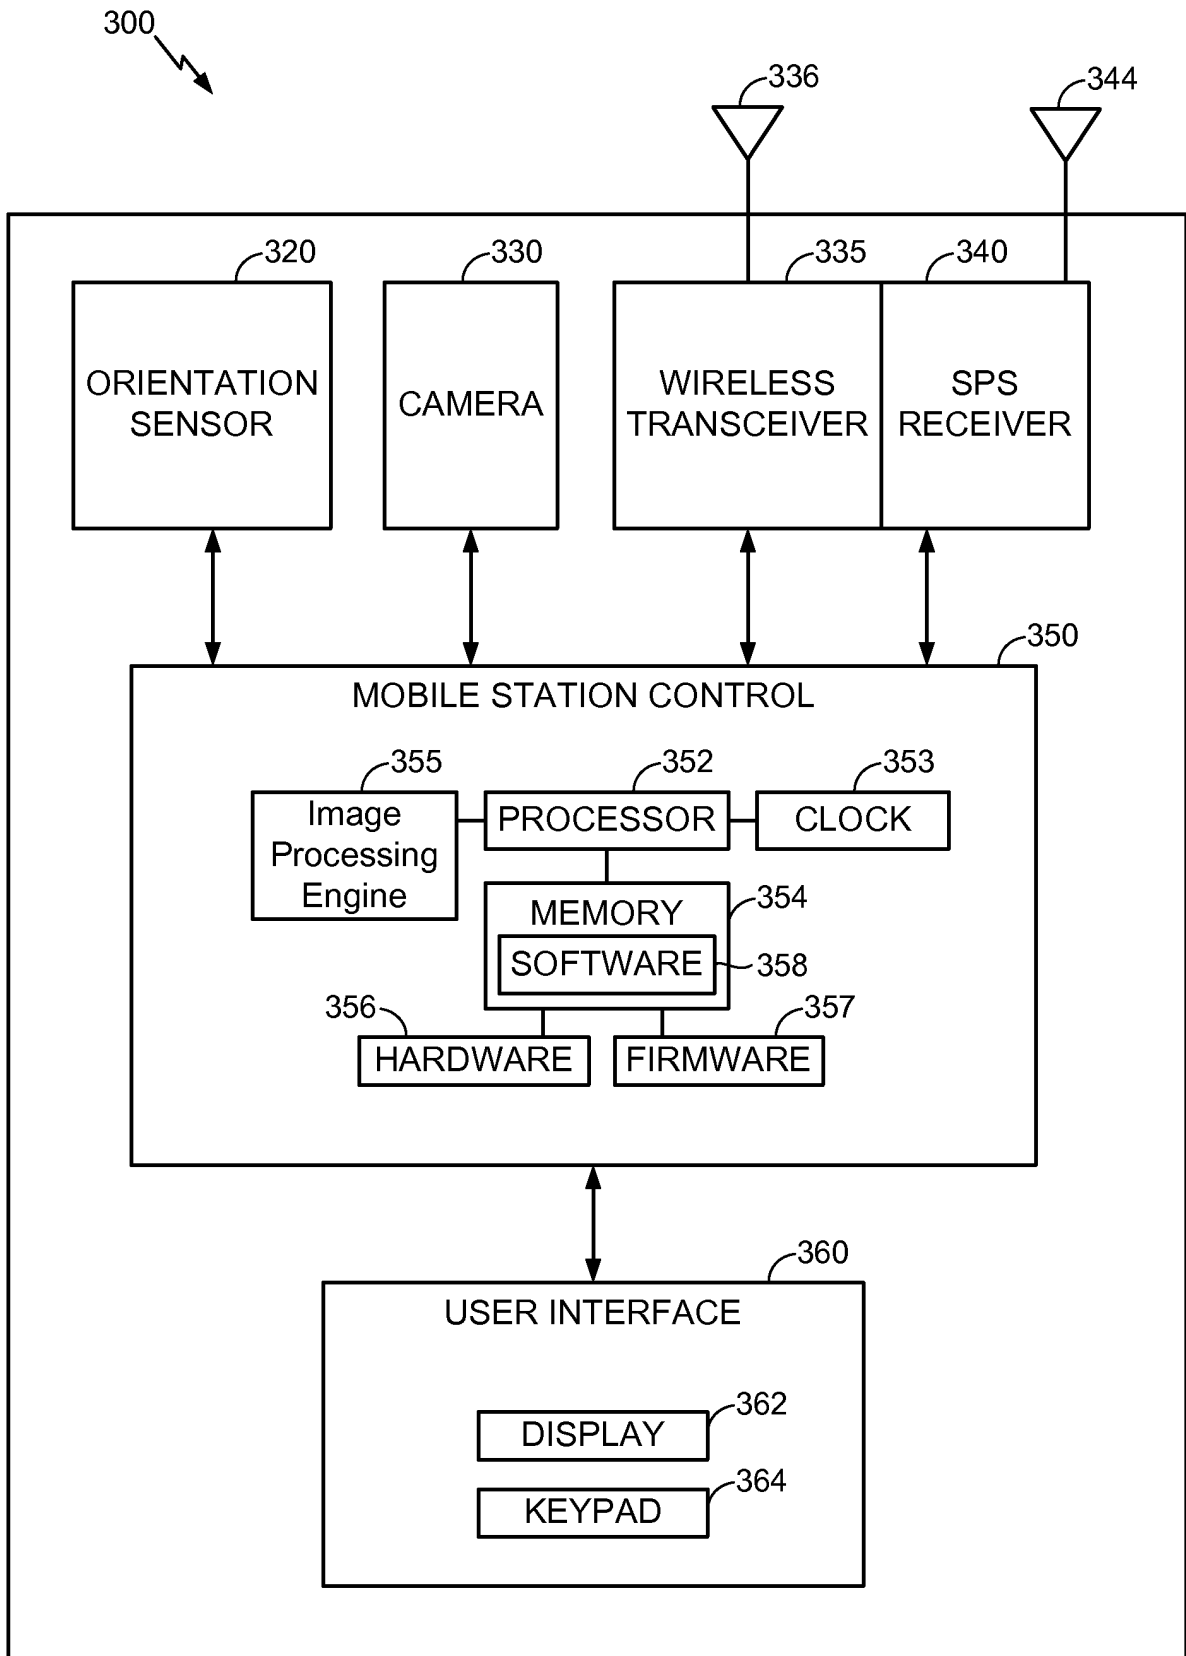 300
336
344
320
330
335
340
ORIENTATION
SENSOR
CAMERA
WIRELESS
TRANSCEIVER
SPS
RECEIVER
350
MOBILE STATION CONTROL
355
352
353
Image
Processing
Engine
PROCESSOR
CLOCK
354
MEMORY
SOFTWARE
358
356
357
HARDWARE
FIRMWARE
360
USER INTERFACE
362
DISPLAY
364
KEYPAD